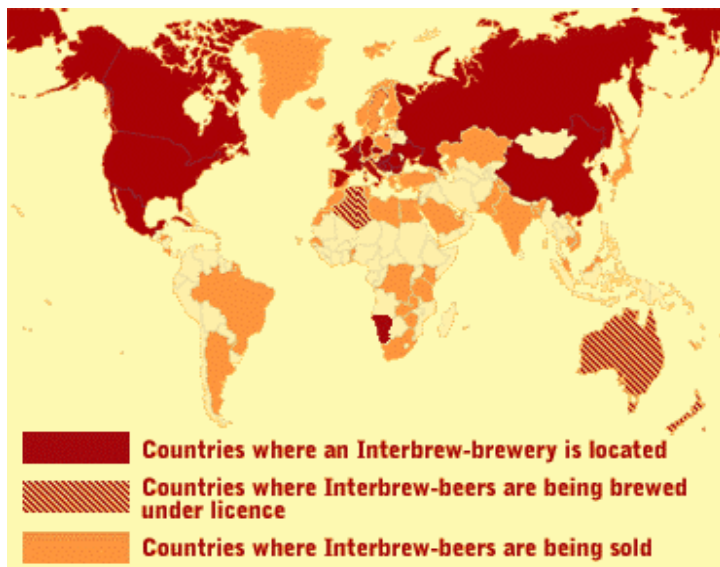 Countries where an Interbrew-brewery is located
Countries where Interbrew-beers are being brewed
under licence
Countries where Interbrew-beers are being sold